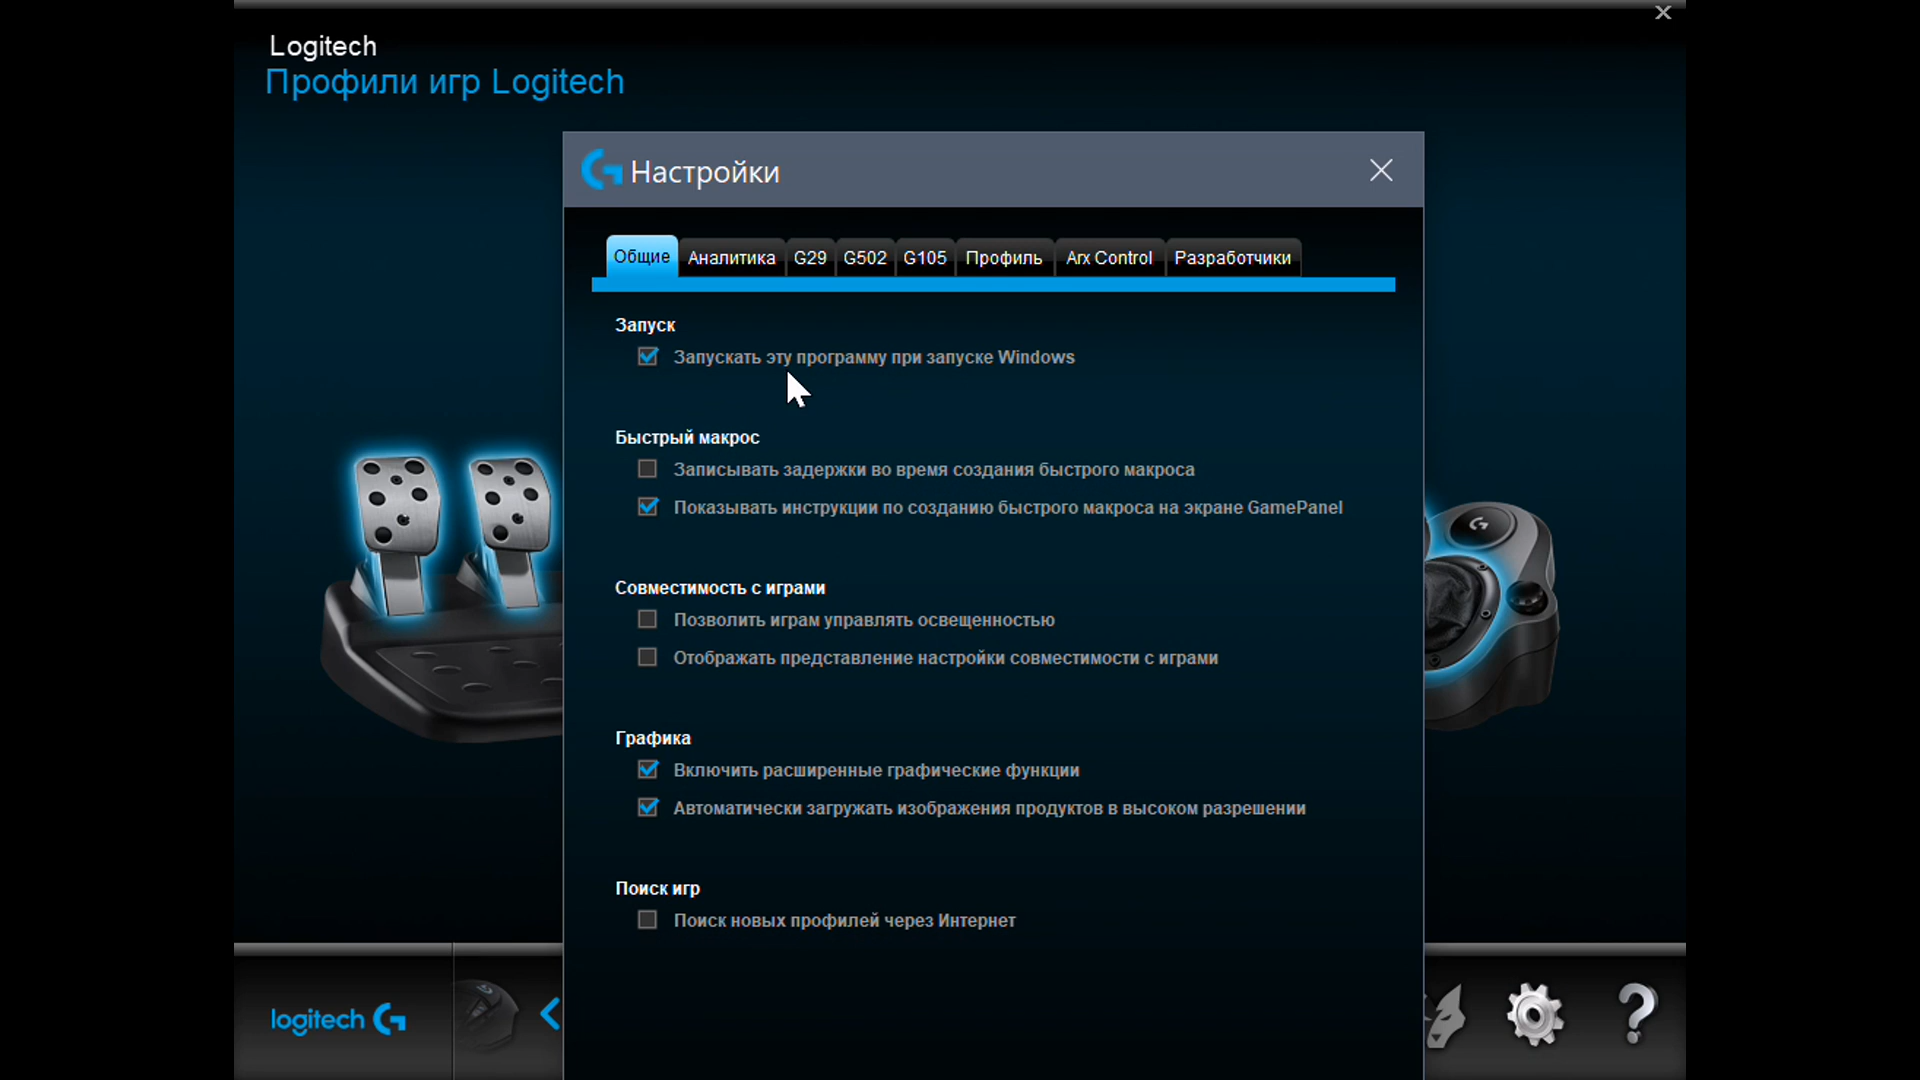 Logitech
Профили игр Logitech
Настройки
Общие Аналитика G29 G502 G105 Профиль Arx Control Разработчики
Запуск
Запускать эту программу при запуске Windows
Быстрый макрос
Записывать задержки во время создания быстрого макроса
Показывать инструкции по созданию быстрого макроса на экране GamePanel
Совместимость с играми
Позволить играм управлять освещенностью
Отображать представление настройки совместимости с играми
Графика
Включить расширенные графические функции
Автоматически загружать изображения продуктов в высоком разрешении
Поиск игр
Поиск новых профилей через Интернет
logitech